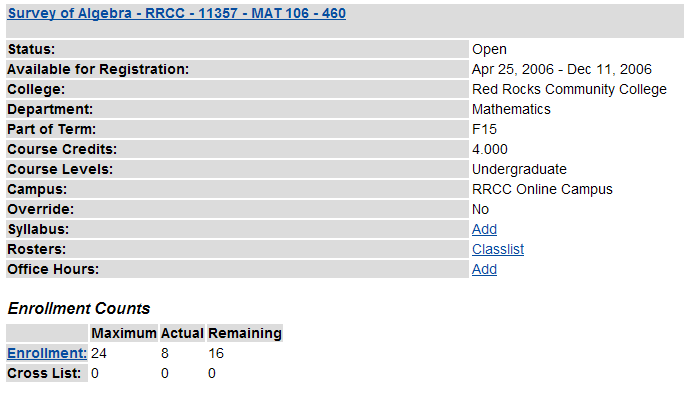 Survey of Algebra - RRCC - 11357 - MAT 106 - 460
Status: Open
Available for Registration: Apr 25, 2006 - Dec 11, 2006
College: Red Rocks Community College
Department: Mathematics
Part of Term: F15
Course Credits: 4.000
Course Levels: Undergraduate
Campus: RRCC Online Campus
Override: No
Syllabus: Add
Rosters: Classlist
Office Hours: Add
Enrollment Counts
Maximum Actual Remaining
Enrollment: 24 8 16
Cross List: 0 0 0